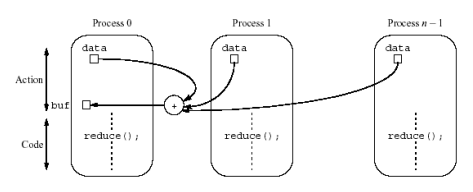 Process 0 Process 1 Process n − 1
data data data
Action
buf +
Code reduce(); reduce(); reduce();